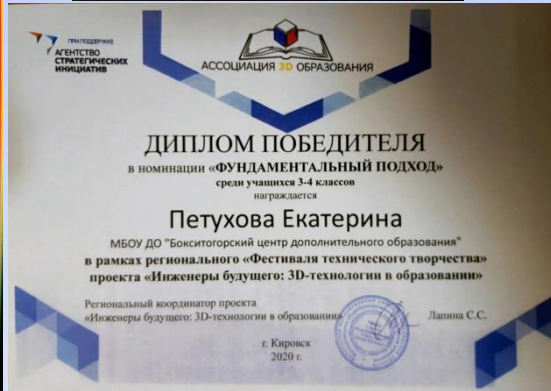 ПРИ ПОДДЕРЖКЕ
АГЕНТСТВО
СТРАТЕГИЧЕСКИХ
ИНИЦИАТИВ
АССОЦИАЦИЯ 3D ОБРАЗОВАНИЯ
ДИПЛОМ ПОБЕДИТЕЛЯ
в номинации «ФУНДАМЕНТАЛЬНЫЙ ПОДХОД»
среди учащихся 3-4 классов
награждается
Петухова Екатерина
МБОУ ДО "Бокситогорский центр дополнительного образования"
в рамках регионального «Фестиваля технического творчества»
проекта «Инженеры будущего: 3D-технологии в образовании»
Региональный координатор проекта
«Инженеры будущего: 3D-технологии в образовании» Лапина С.С.
г. Кировск
2020 г.